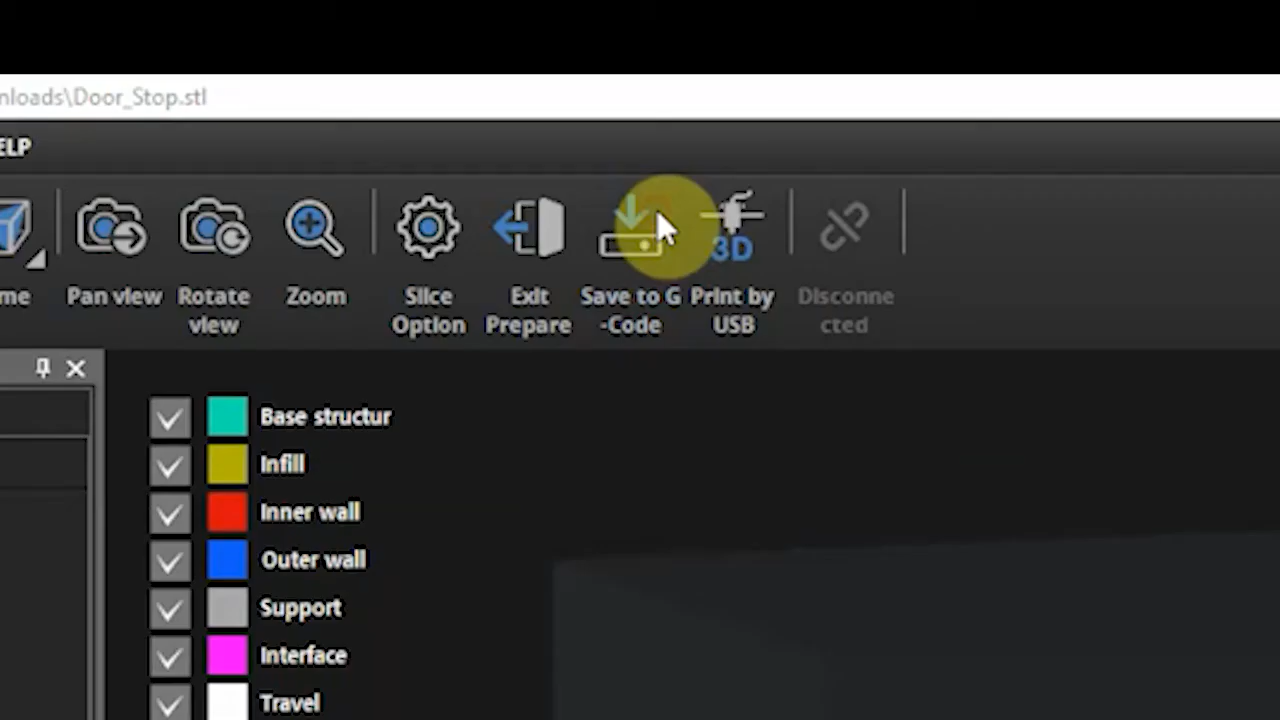 nloads\Door_Stop.stl
ELP
me
Pan view
Rotate
view
Zoom
Slice
Option
Exit
Prepare
Save to G
-Code
3D
Print by
USB
Disconne
cted
Base structur
Infill
Inner wall
Outer wall
Support
Interface
Travel